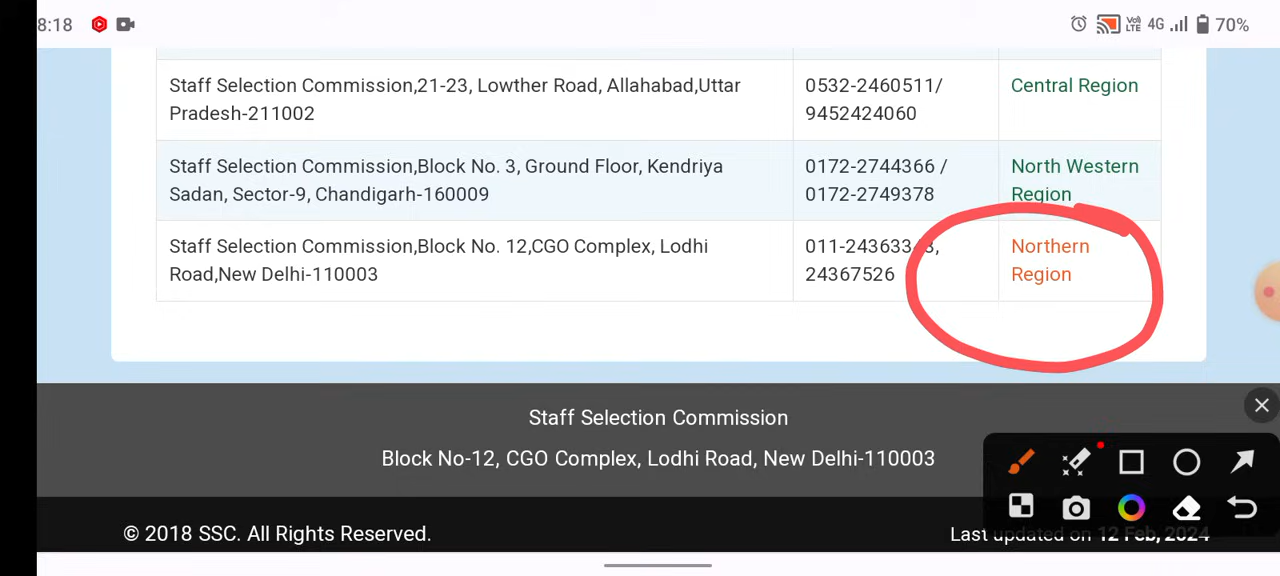 8:18
Vo) LTE 4G 70%
Staff Selection Commission,21-23, Lowther Road, Allahabad,Uttar
Pradesh-211002
0532-2460511/
9452424060
Central Region
Staff Selection Commission,Block No. 3, Ground Floor, Kendriya
Sadan, Sector-9, Chandigarh-160009
0172-2744366 /
0172-2749378
North Western
Region
Staff Selection Commission,Block No. 12,CGO Complex, Lodhi
Road,New Delhi-110003
011-24363343,
24367526
Northern
Region
Staff Selection Commission
Block No-12, CGO Complex, Lodhi Road, New Delhi-110003
© 2018 SSC. All Rights Reserved.
Last updated on 12 Feb, 2024